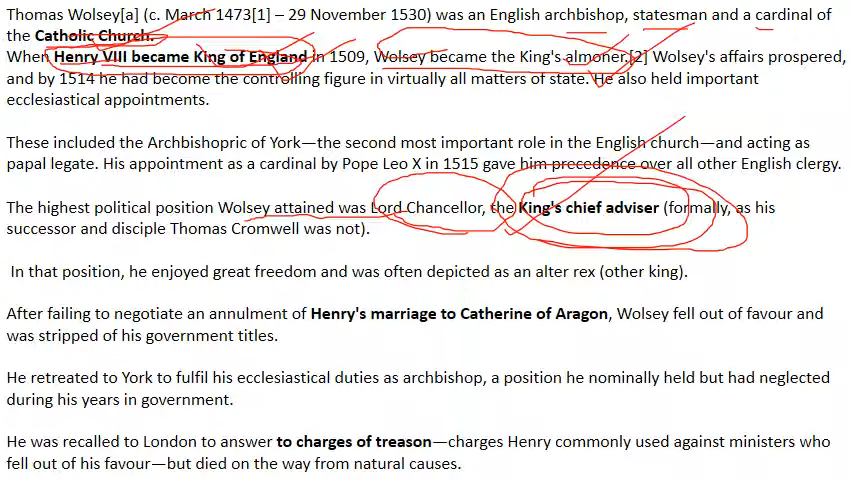 Thomas Wolsey[a] (c. March 1473[1] – 29 November 1530) was an English archbishop, statesman and a cardinal of
the Catholic Church.
When Henry VIII became King of England in 1509, Wolsey became the King's almoner.[2] Wolsey's affairs prospered,
and by 1514 he had become the controlling figure in virtually all matters of state. He also held important
ecclesiastical appointments.
These included the Archbishopric of York—the second most important role in the English church—and acting as
papal legate. His appointment as a cardinal by Pope Leo X in 1515 gave him precedence over all other English clergy.
The highest political position Wolsey attained was Lord Chancellor, the King's chief adviser (formally, as his
successor and disciple Thomas Cromwell was not).
In that position, he enjoyed great freedom and was often depicted as an alter rex (other king).
After failing to negotiate an annulment of Henry's marriage to Catherine of Aragon, Wolsey fell out of favour and
was stripped of his government titles.
He retreated to York to fulfil his ecclesiastical duties as archbishop, a position he nominally held but had neglected
during his years in government.
He was recalled to London to answer to charges of treason—charges Henry commonly used against ministers who
fell out of his favour—but died on the way from natural causes.